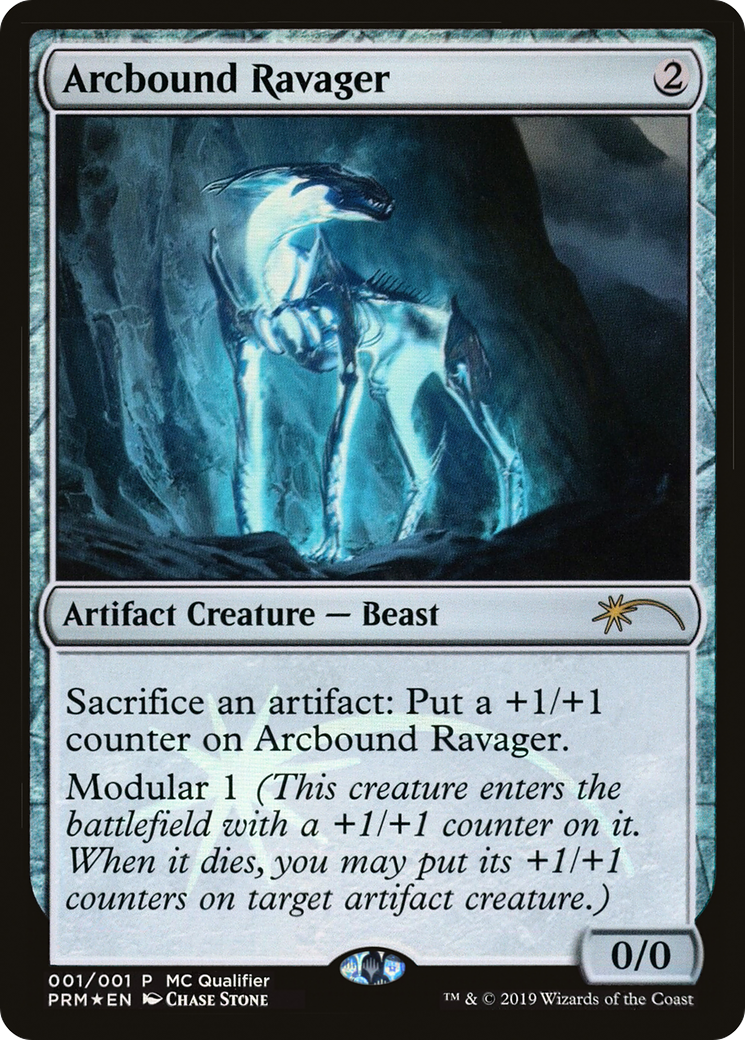 Arcbound Ravager 2
Artifact Creature — Beast
Sacrifice an artifact: Put a +1/+1
counter on Arcbound Ravager.
Modular 1 (This creature enters the
battlefield with a +1/+1 counter on it.
When it dies, you may put its +1/+1
counters on target artifact creature.)
0/0
001/001 P MC Qualifier
PRM★EN Chase Stone
™ & © 2019 Wizards of the Coast